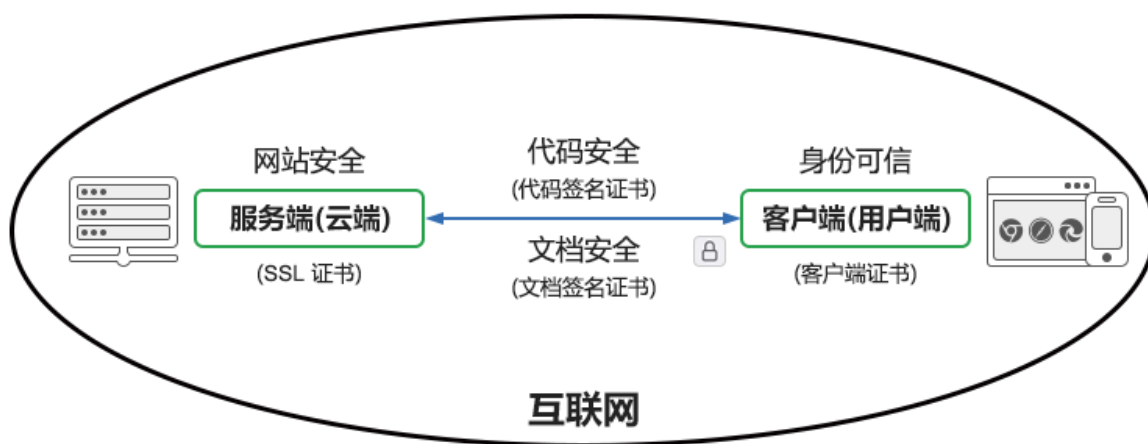 网站安全
服务端(云端)
(SSL 证书)
代码安全
(代码签名证书)
文档安全
(文档签名证书)
身份可信
客户端(用户端)
(客户端证书)
互联网